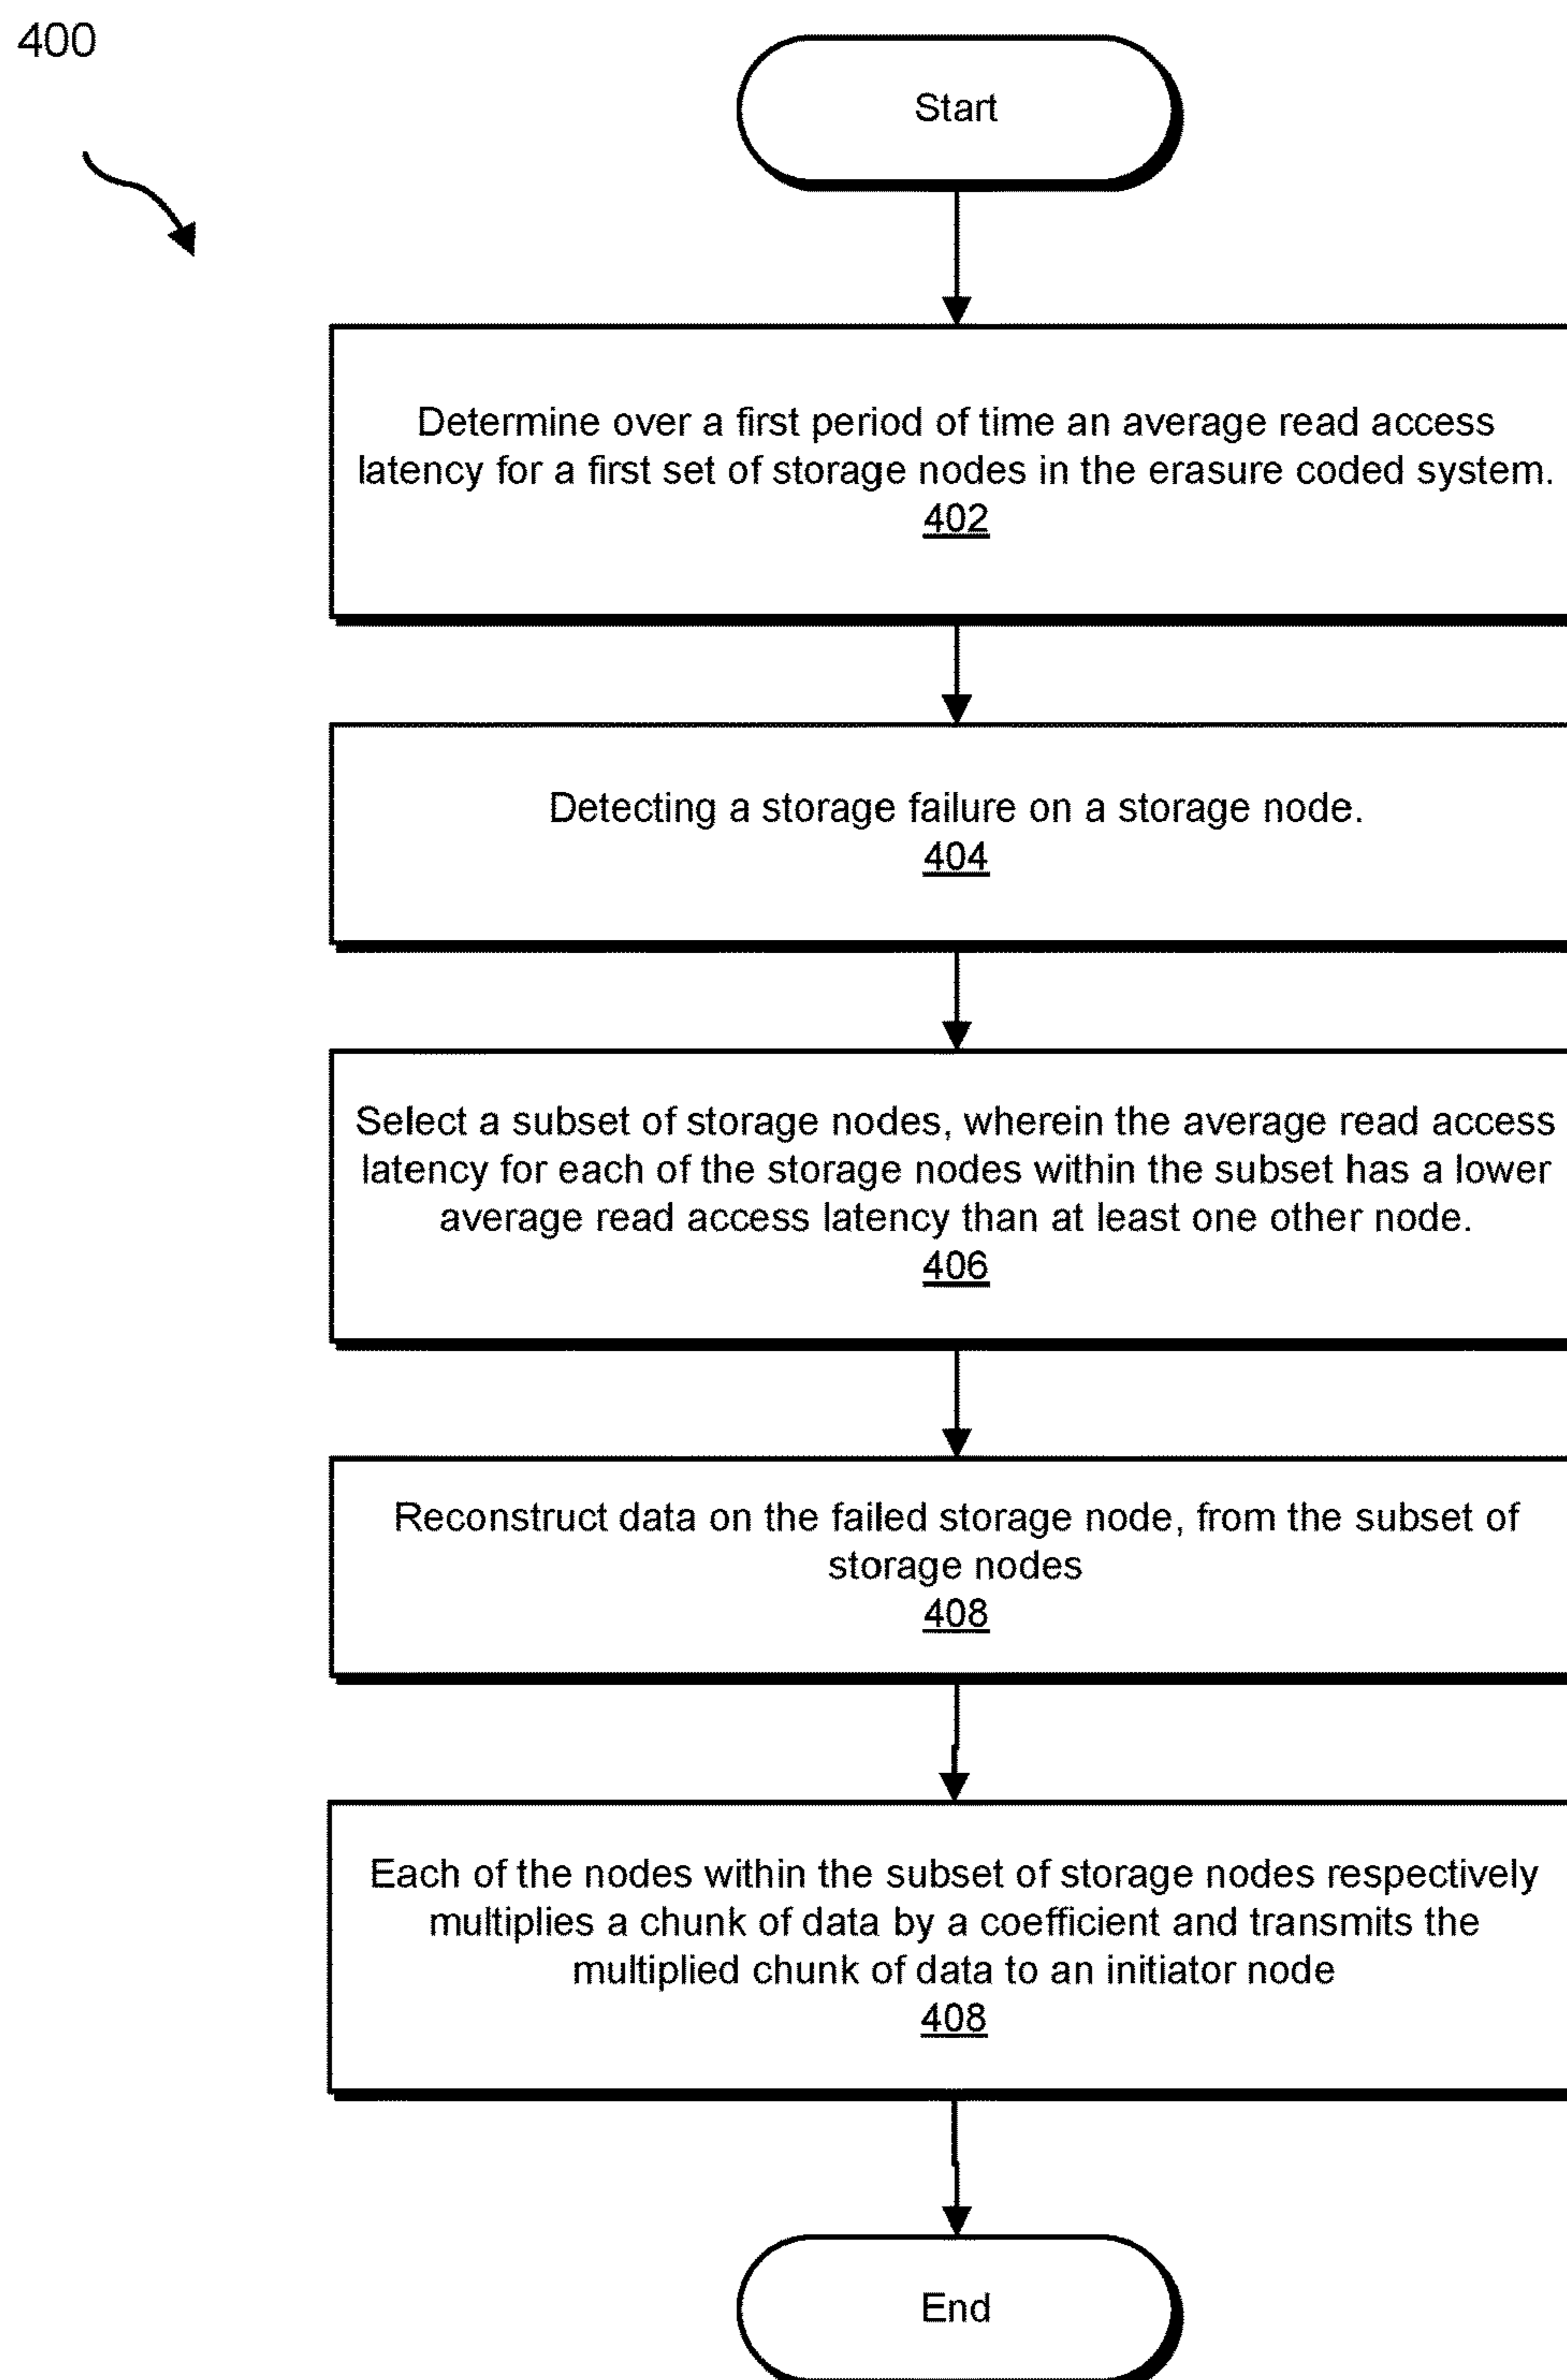 400
Start
Determine over a first period of time an average read access
latency for a first set of storage nodes in the erasure coded system.
402
Detecting a storage failure on a storage node.
404
Select a subset of storage nodes, wherein the average read access
latency for each of the storage nodes within the subset has a lower
average read access latency than at least one other node.
406
Reconstruct data on the failed storage node, from the subset of
storage nodes
408
Each of the nodes within the subset of storage nodes respectively
multiplies a chunk of data by a coefficient and transmits the
multiplied chunk of data to an initiator node
408
End